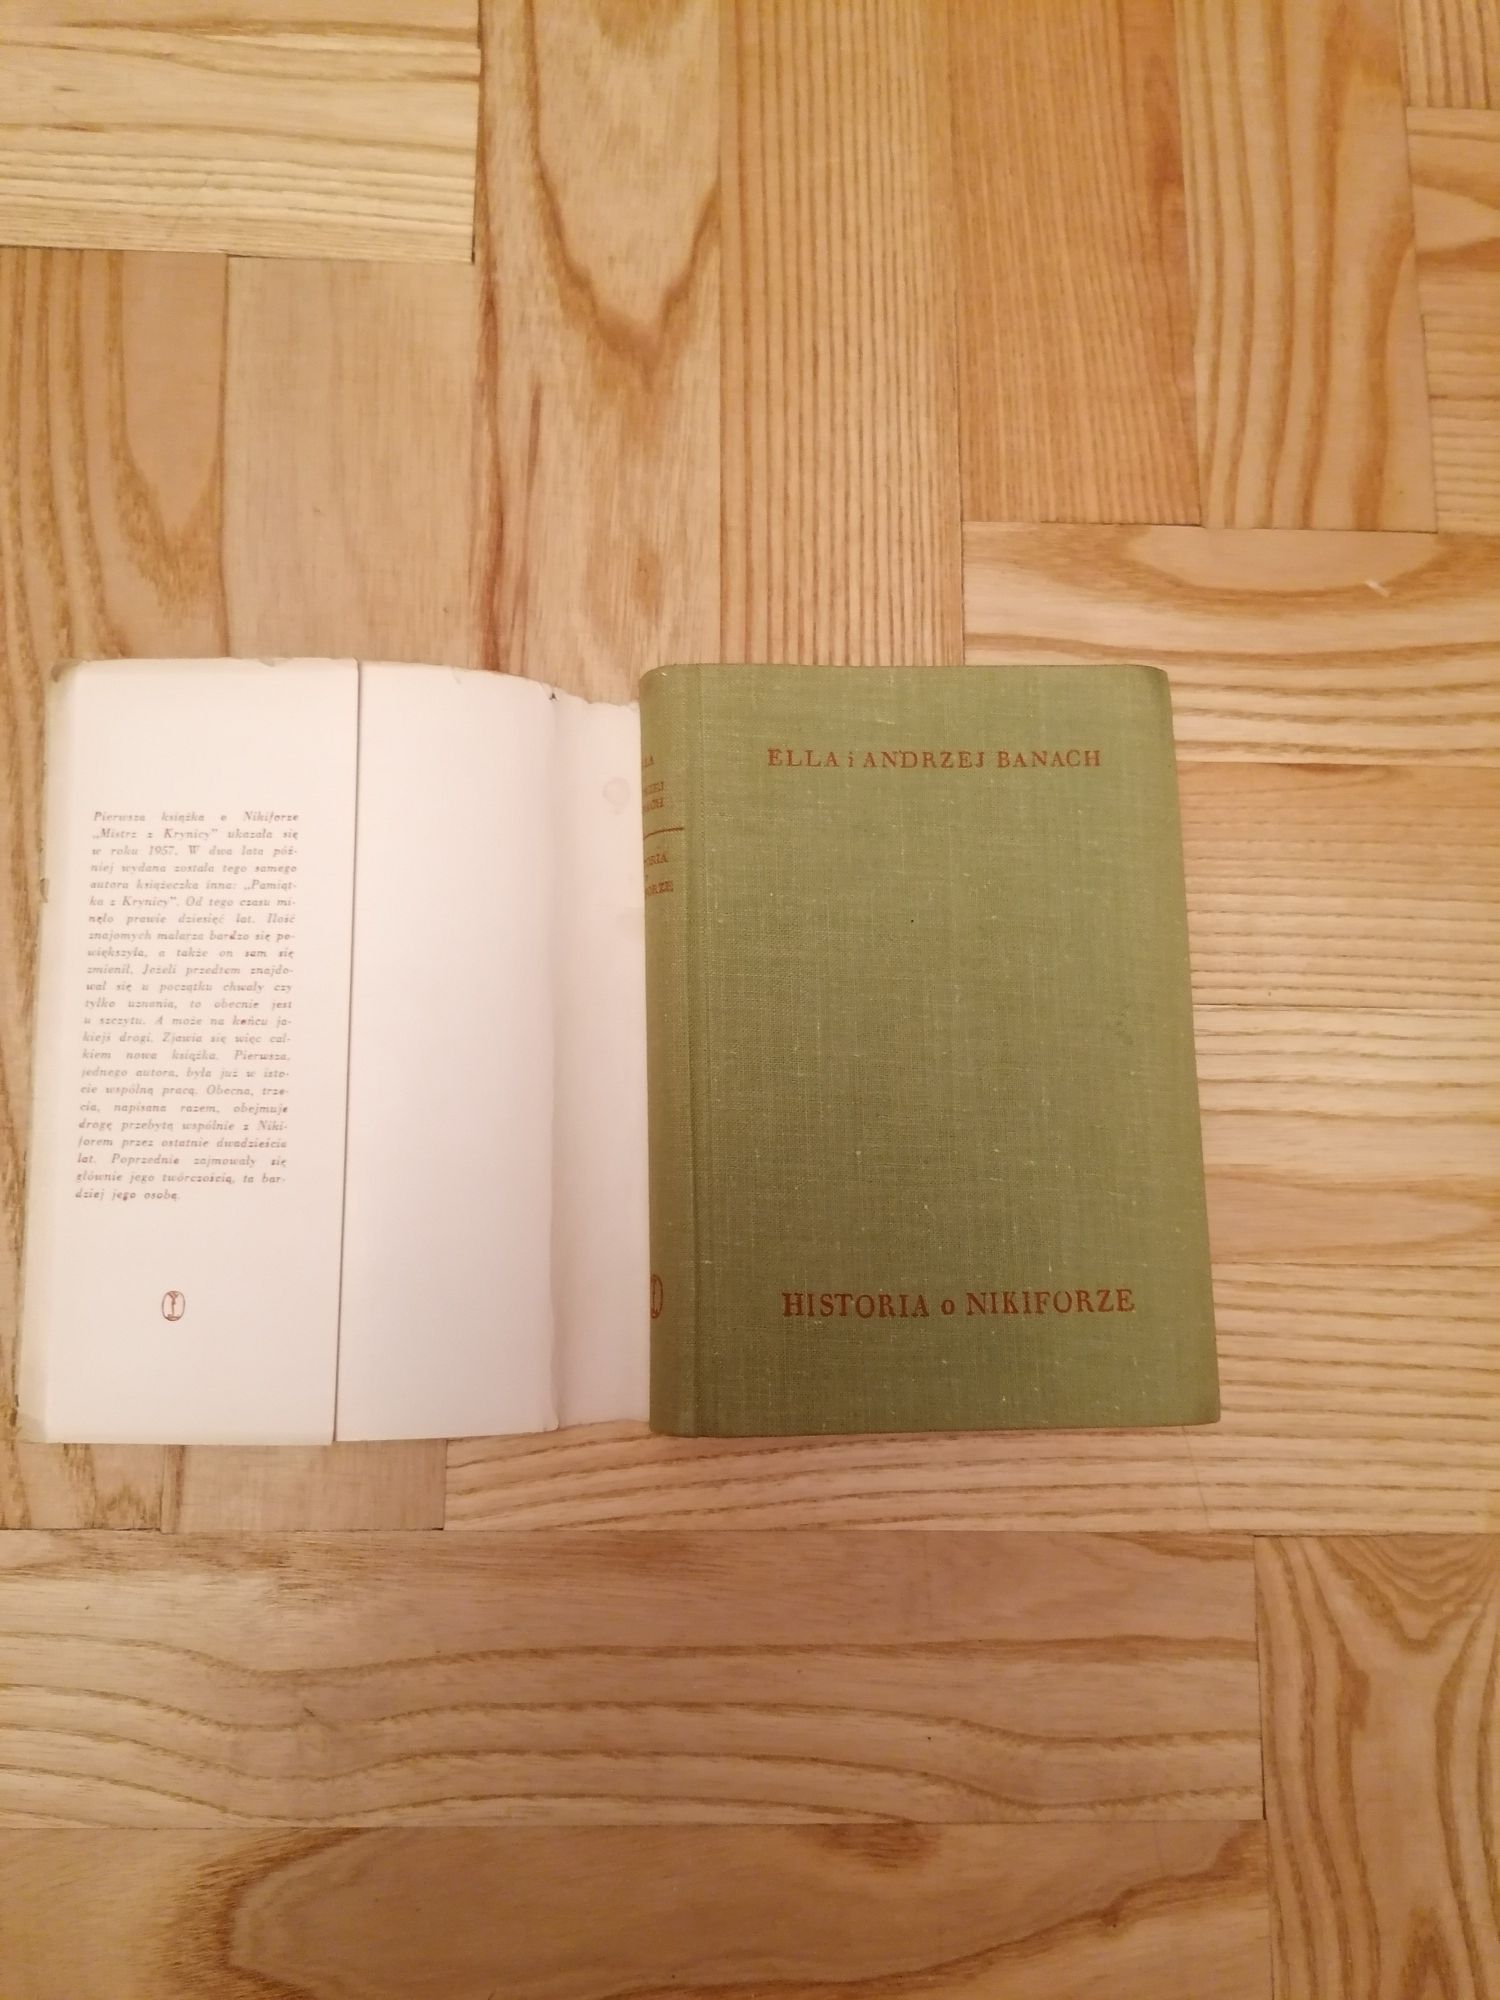 Pierwsza książka o Nikiforze
„Mistrz z Krynicy” ukazała się
w roku 1957. W dwa lata póź-
niej wydana została tego samego
autora książeczka inna: „Pamiąt-
ka z Krynicy”. Od tego czasu mi-
nęło prawie dziesięć lat. Ilość
znajomych malarza bardzo się po-
większyła, a także on sam się
zmienił. Jeżeli przedtem znajdo-
wał się u początku chwały czy
tylko uznania, to obecnie jest
u szczytu. A może na końcu ja-
kiejś drogi. Zjawia się więc cał-
kiem nowa książka. Pierwsza,
jednego autora, była już w isto-
cie wspólną pracą. Obecna, trze-
cia, napisana razem, obejmuje
drogę przebytą wspólnie z Niki-
forem przez ostatnie dwadzieścia
lat. Poprzednie zajmowały się
głównie jego twórczością, ta bar-
dziej jego osobą.
ELLA i ANDRZEJ BANACH
HISTORIA o NIKIFORZE